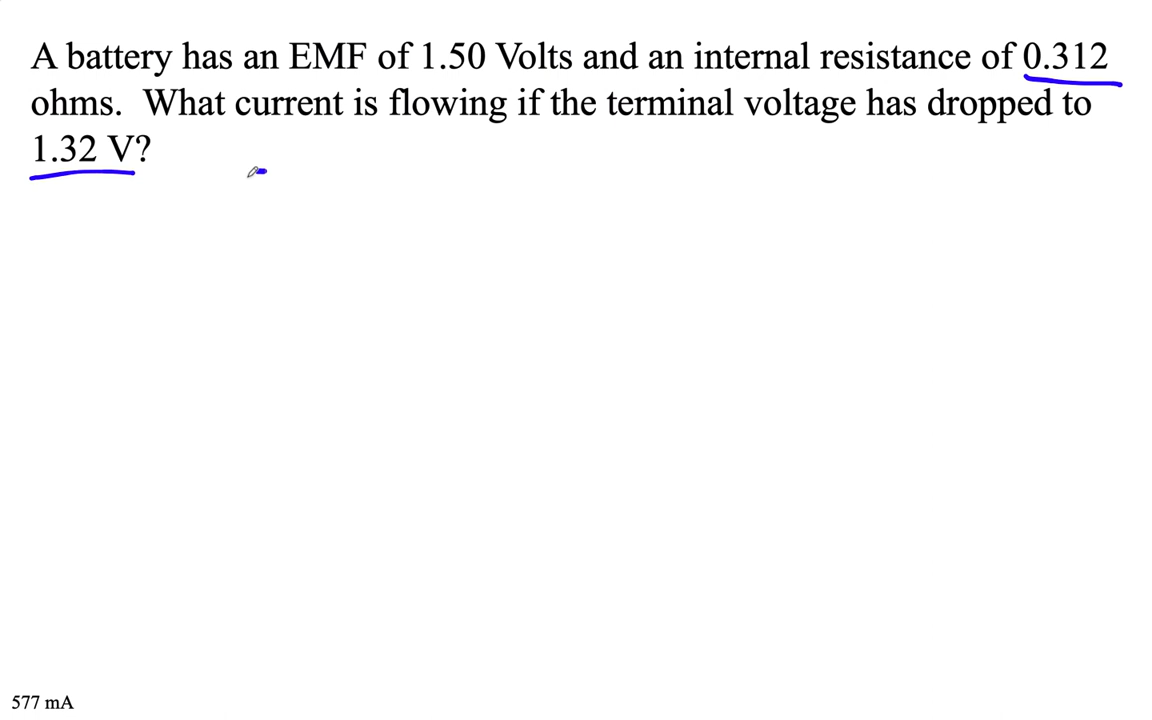 A battery has an EMF of 1.50 Volts and an internal resistance of 0.312
ohms.  What current is flowing if the terminal voltage has dropped to
1.32 V?
577 mA